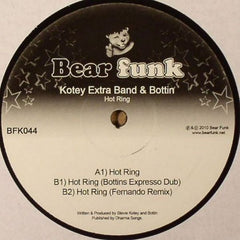 Bear funk
Kotey Extra Band & Bottin
Hot Ring
BFK044
℗ & © 2010 Bear Funk
www.bearfunk.net
A1) Hot Ring
B1) Hot Ring (Bottins Expresso Dub)
B2) Hot Ring (Fernando Remix)
Written & Produced by Stevie Kotey and Bottin
Published by Dharma Songs